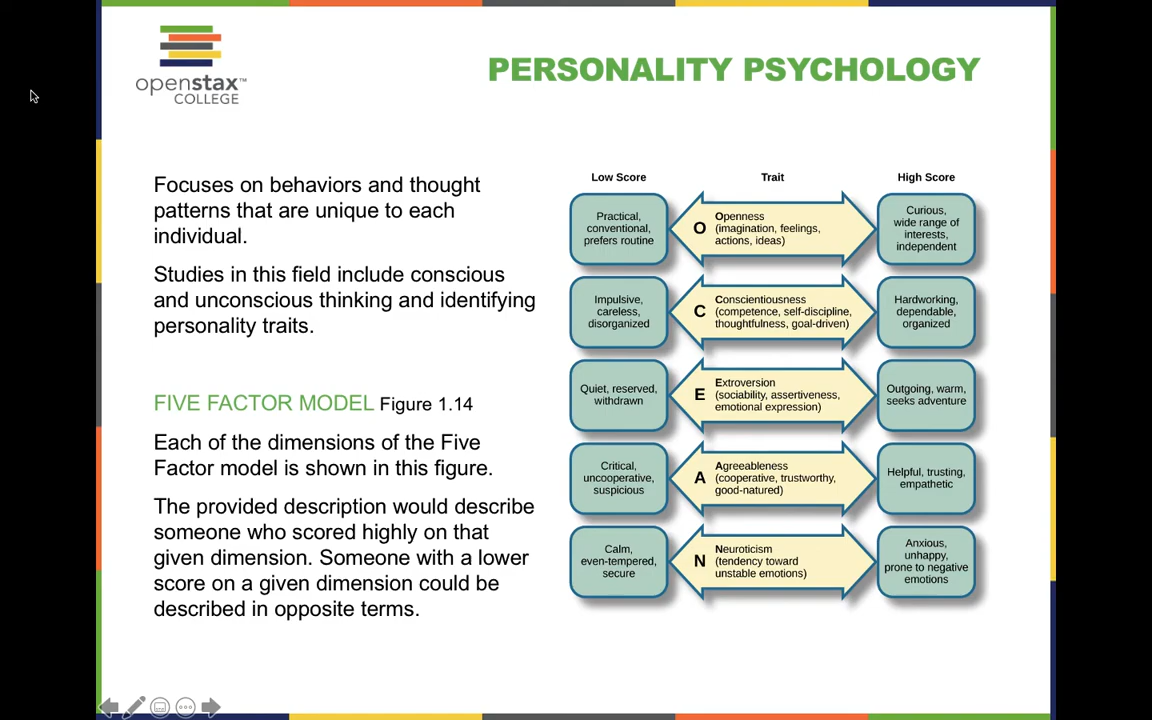 openstax™
COLLEGE
PERSONALITY PSYCHOLOGY
Focuses on behaviors and thought
patterns that are unique to each
individual.
Studies in this field include conscious
and unconscious thinking and identifying
personality traits.
FIVE FACTOR MODEL Figure 1.14
Each of the dimensions of the Five
Factor model is shown in this figure.
The provided description would describe
someone who scored highly on that
given dimension. Someone with a lower
score on a given dimension could be
described in opposite terms.
Low Score
Trait
High Score
Practical,
conventional,
prefers routine
O
Openness
(imagination, feelings,
actions, ideas)
Curious,
wide range of
interests,
independent
Impulsive,
careless,
disorganized
C
Conscientiousness
(competence, self-discipline,
thoughtfulness, goal-driven)
Hardworking,
dependable,
organized
Quiet, reserved,
withdrawn
E
Extroversion
(sociability, assertiveness,
emotional expression)
Outgoing, warm,
seeks adventure
Critical,
uncooperative,
suspicious
A
Agreeableness
(cooperative, trustworthy,
good-natured)
Helpful, trusting,
empathetic
Calm,
even-tempered,
secure
N
Neuroticism
(tendency toward
unstable emotions)
Anxious,
unhappy,
prone to negative
emotions